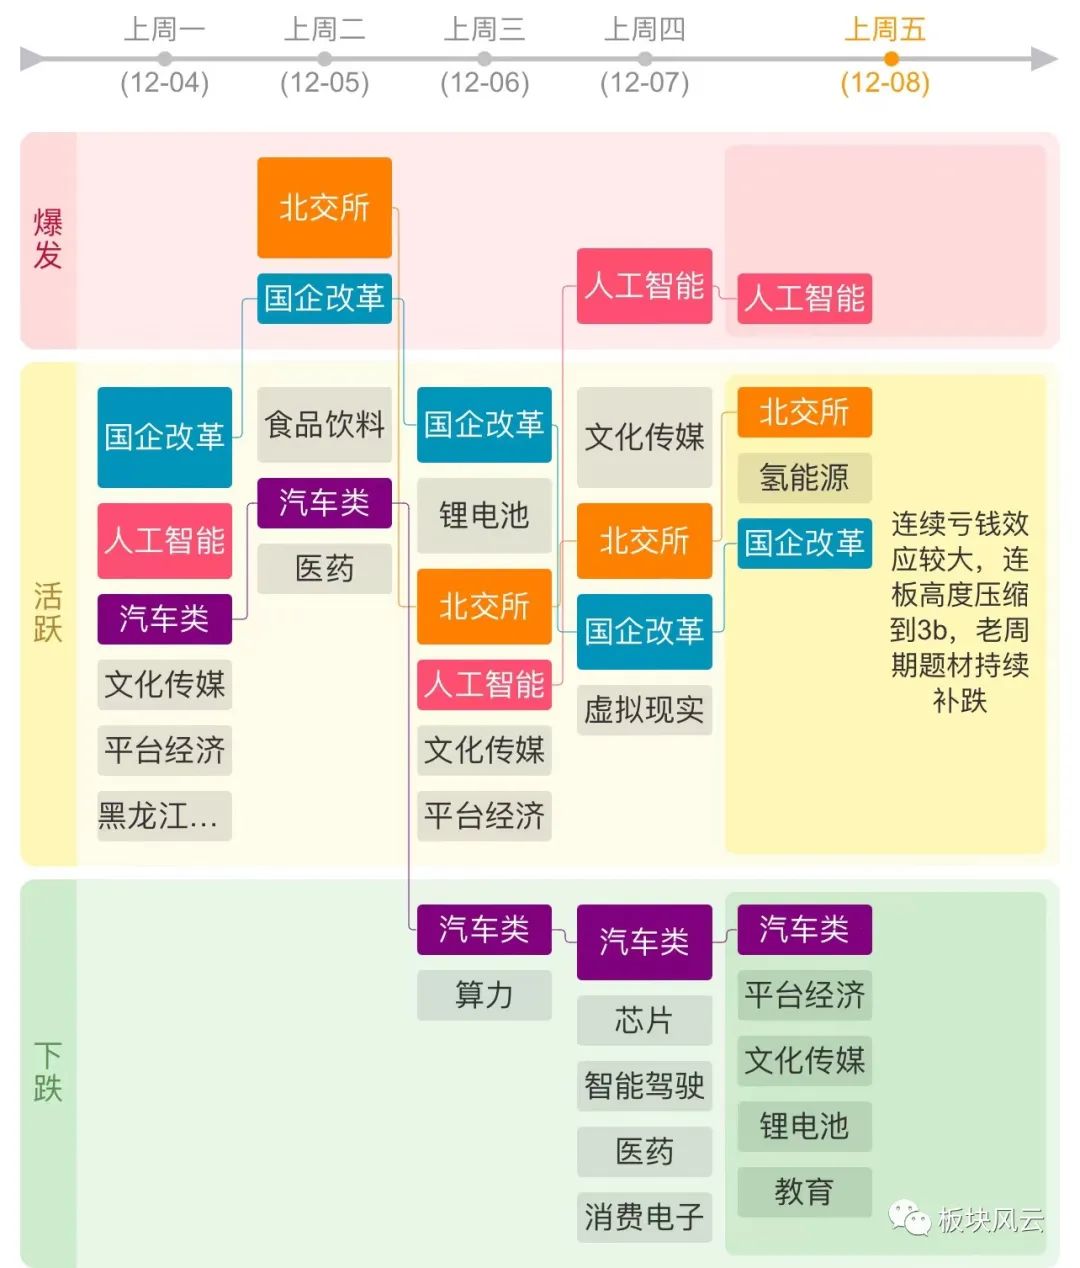 上周一 上周二 上周三 上周四 上周五
(12-04) (12-05) (12-06) (12-07) (12-08)
爆发
北交所
国企改革
人工智能
人工智能
活跃
国企改革
人工智能
汽车类
文化传媒
平台经济
黑龙江...
食品饮料
汽车类
医药
国企改革
锂电池
北交所
人工智能
文化传媒
平台经济
文化传媒
北交所
国企改革
虚拟现实
北交所
氢能源
国企改革
连续亏钱效
应较大，连
板高度压缩
到3b，老周
期题材持续
补跌
下跌
汽车类
算力
汽车类
芯片
智能驾驶
医药
消费电子
汽车类
平台经济
文化传媒
锂电池
教育
板块风云